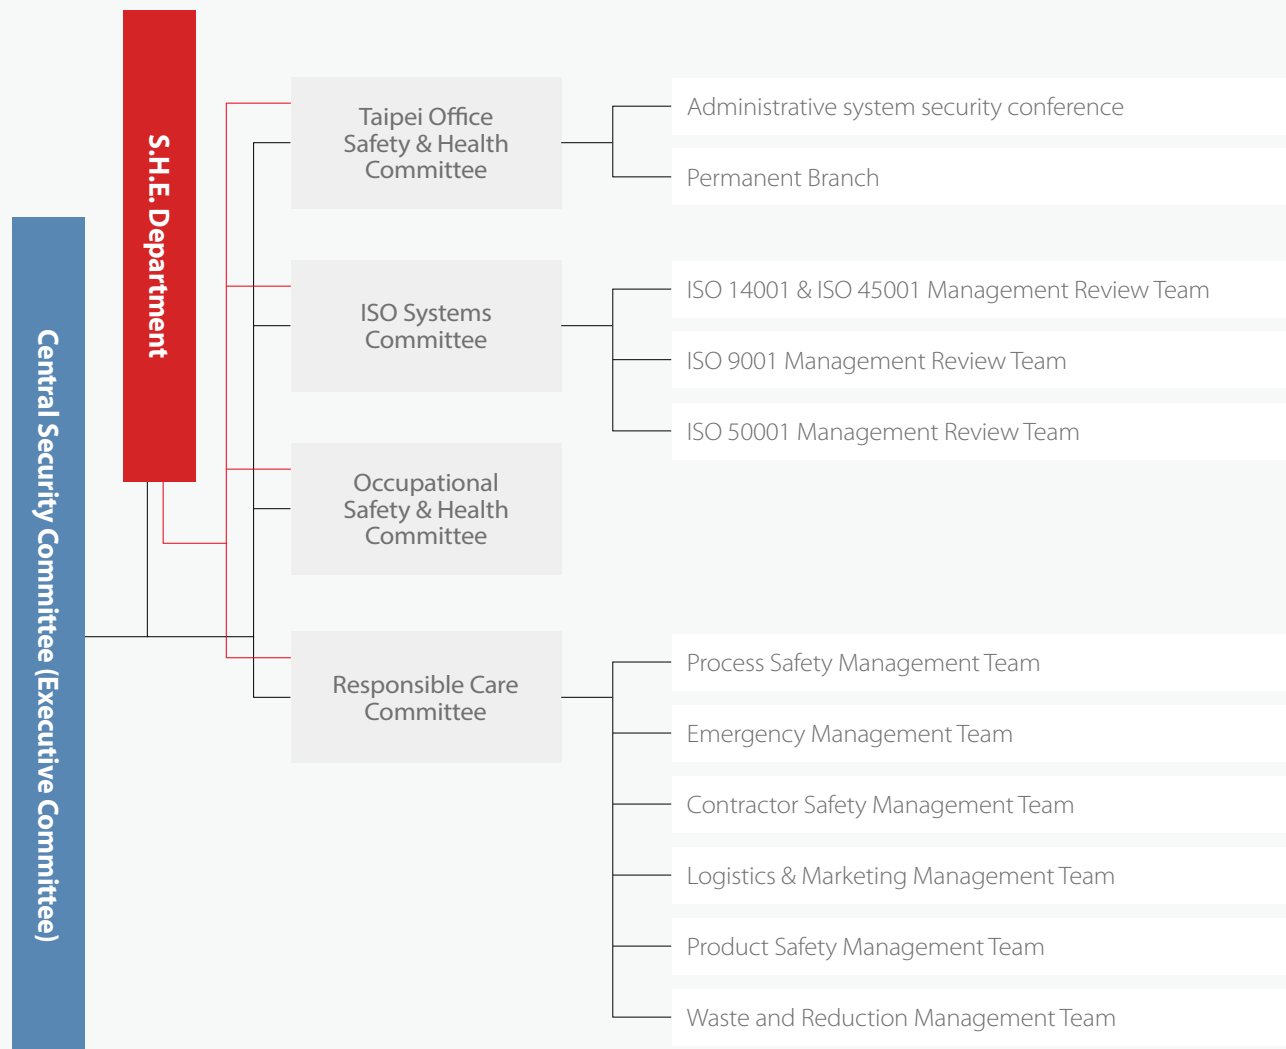 Central Security Committee (Executive Committee)
S.H.E. Department
Taipei Office
Safety & Health
Committee
Administrative system security conference
Permanent Branch
ISO Systems
Committee
ISO 14001 & ISO 45001 Management Review Team
ISO 9001 Management Review Team
ISO 50001 Management Review Team
Occupational
Safety & Health
Committee
Responsible Care
Committee
Process Safety Management Team
Emergency Management Team
Contractor Safety Management Team
Logistics & Marketing Management Team
Product Safety Management Team
Waste and Reduction Management Team